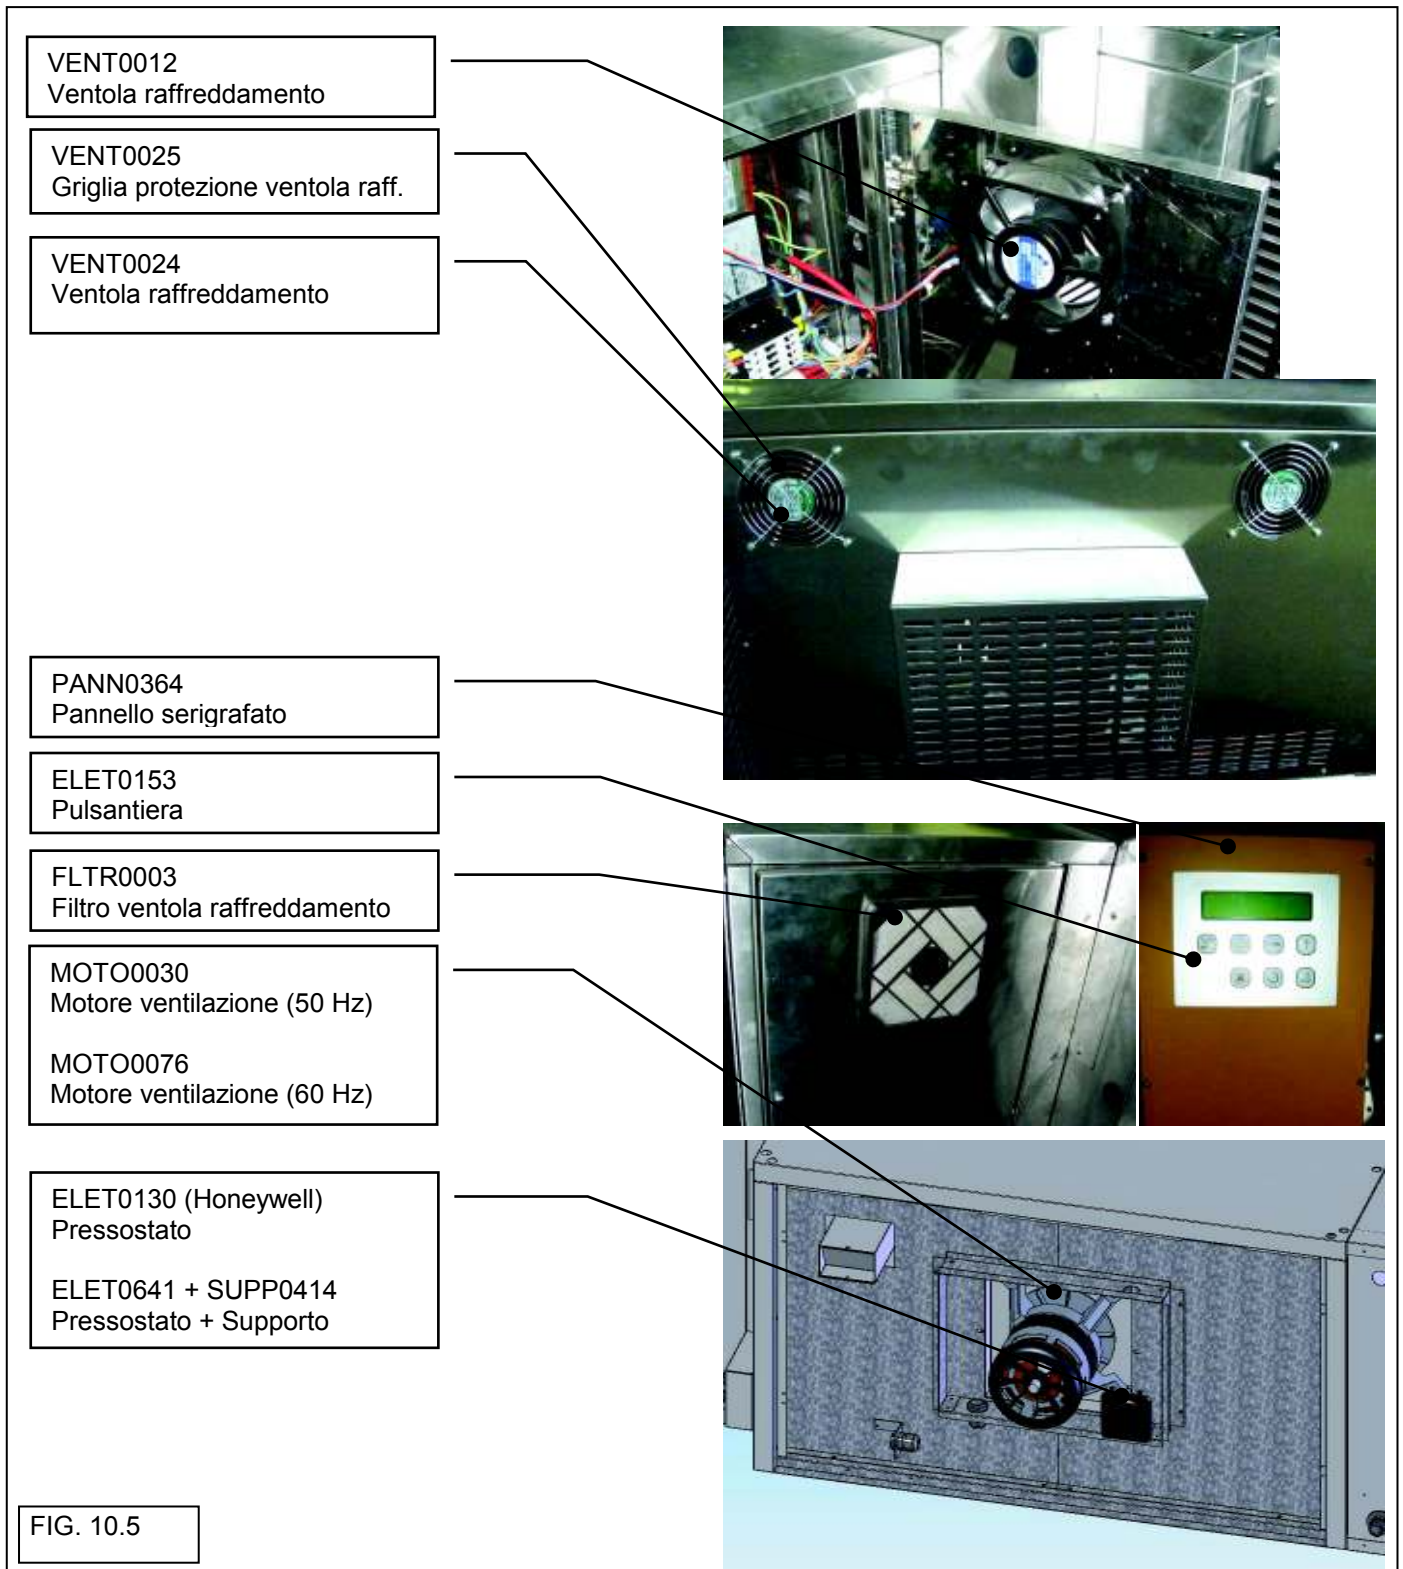 VENT0012
Ventola raffreddamento
VENT0025
Griglia protezione ventola raff.
VENT0024
Ventola raffreddamento
PANN0364
Pannello serigrafato
ELET0153
Pulsantiera
FLTR0003
Filtro ventola raffreddamento
MOTO0030
Motore ventilazione (50 Hz)
MOTO0076
Motore ventilazione (60 Hz)
ELET0130 (Honeywell)
Pressostato
ELET0641 + SUPP0414
Pressostato + Supporto
FIG. 10.5